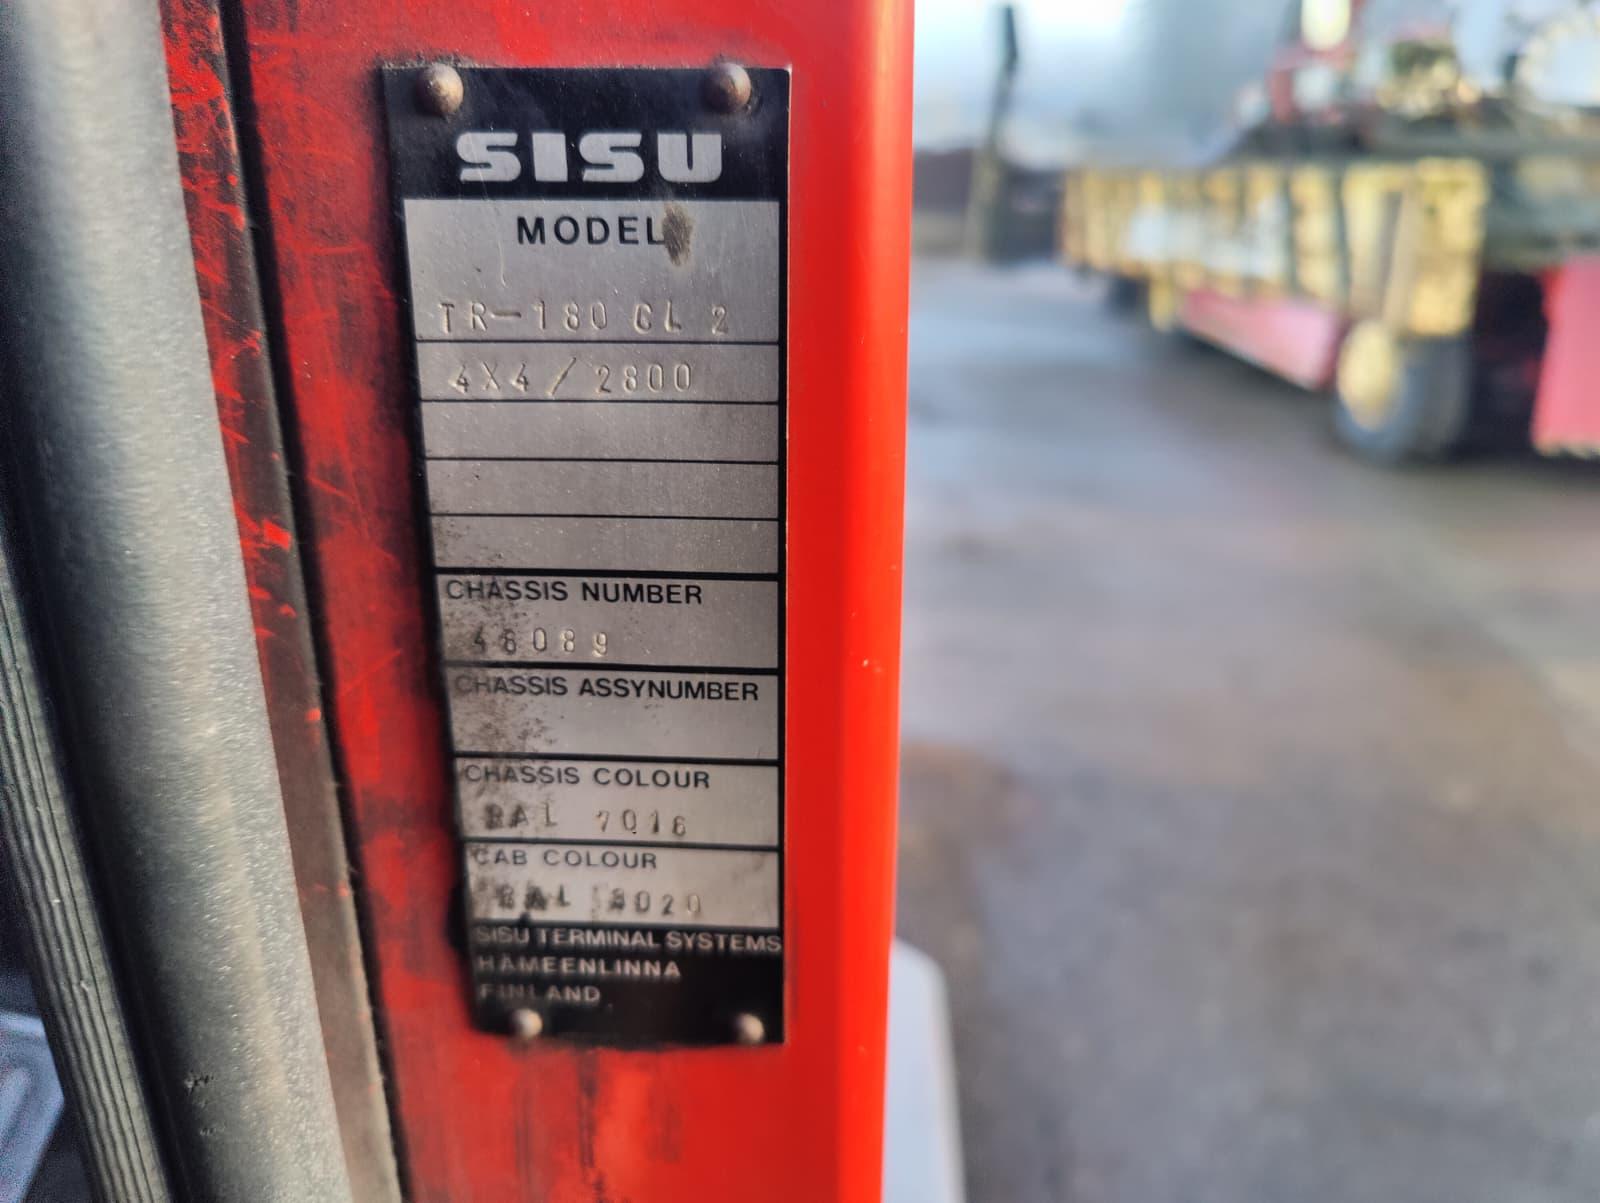 SISU
MODEL
TR-180 CL 2
4X4/2800
CHASSIS NUMBER
48089
CHASSIS ASSYNUMBER
CHASSIS COLOUR
RAL 7016
CAB COLOUR
RAL 3020
SISU TERMINAL SYSTEMS
HÄMEENLINNA
FINLAND